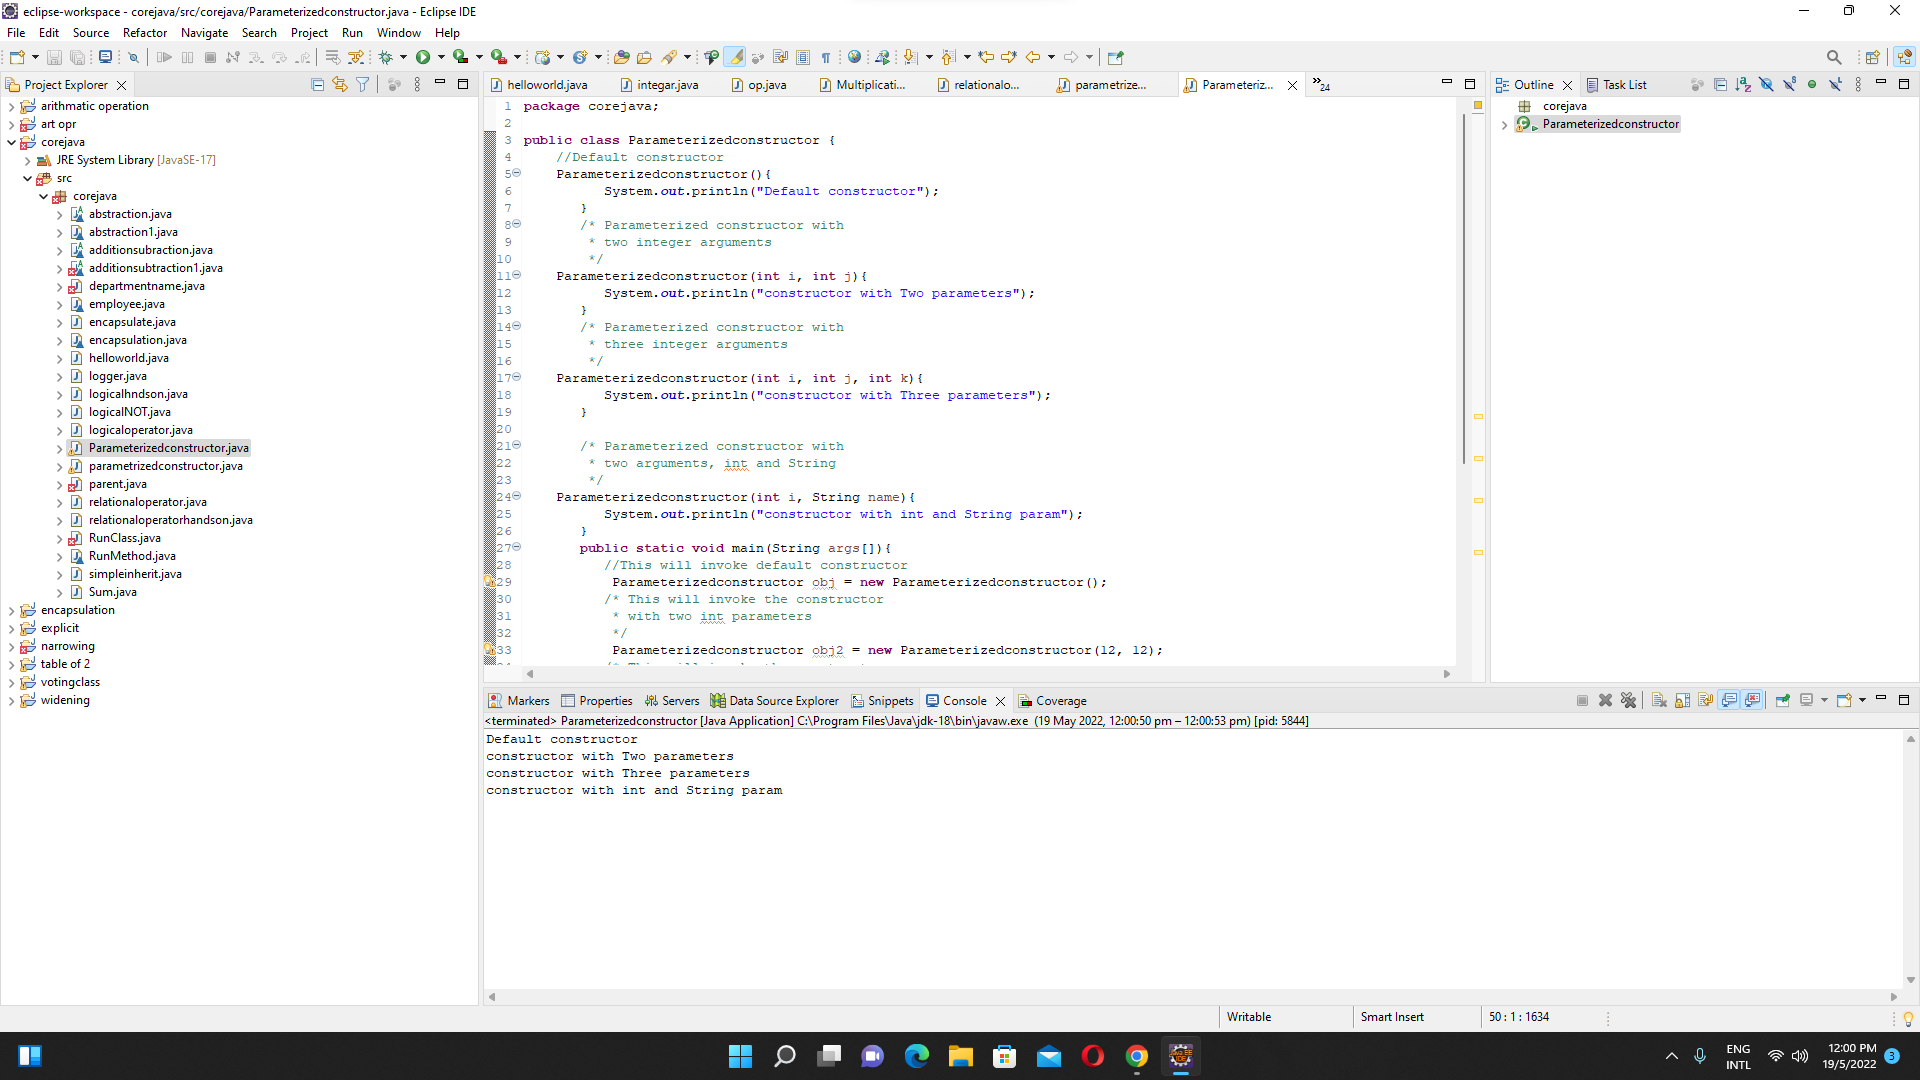 eclipse-workspace - corejava/src/corejava/Parameterizedconstructor.java - Eclipse IDE
File Edit Source Refactor Navigate Search Project Run Window Help
Project Explorer
arithmatic operation
art opr
corejava
JRE System Library [JavaSE-17]
src
corejava
abstraction.java
abstraction1.java
additionsubraction.java
additionsubtraction1.java
departmentname.java
employee.java
encapsulate.java
encapsulation.java
helloworld.java
logger.java
logicalhndson.java
logicalNOT.java
logicaloperator.java
Parameterizedconstructor.java
parametrizedconstructor.java
parent.java
relationaloperator.java
relationaloperatorhandson.java
RunClass.java
RunMethod.java
simpleinherit.java
Sum.java
encapsulation
explicit
narrowing
table of 2
votingclass
widening
helloworld.java integar.java op.java Multiplicati... relationalo... parametrize... Parameteriz... 24
1 package corejava;
2
3 public class Parameterizedconstructor {
4 //Default constructor
5 Parameterizedconstructor(){
6 System.out.println("Default constructor");
7 }
8 /* Parameterized constructor with
9 * two integer arguments
10 */
11 Parameterizedconstructor(int i, int j){
12 System.out.println("constructor with Two parameters");
13 }
14 /* Parameterized constructor with
15 * three integer arguments
16 */
17 Parameterizedconstructor(int i, int j, int k){
18 System.out.println("constructor with Three parameters");
19 }
20
21 /* Parameterized constructor with
22 * two arguments, int and String
23 */
24 Parameterizedconstructor(int i, String name){
25 System.out.println("constructor with int and String param");
26 }
27 public static void main(String args[]){
28 //This will invoke default constructor
29 Parameterizedconstructor obj = new Parameterizedconstructor();
30 /* This will invoke the constructor
31 * with two int parameters
32 */
33 Parameterizedconstructor obj2 = new Parameterizedconstructor(12, 12);
Outline Task List
corejava
Parameterizedconstructor
Markers Properties Servers Data Source Explorer Snippets Console Coverage
<terminated> Parameterizedconstructor [Java Application] C:\Program Files\Java\jdk-18\bin\javaw.exe (19 May 2022, 12:00:50 pm – 12:00:53 pm) [pid: 5844]
Default constructor
constructor with Two parameters
constructor with Three parameters
constructor with int and String param
Writable Smart Insert 50 : 1 : 1634
ENG
INTL
12:00 PM
19/5/2022
3